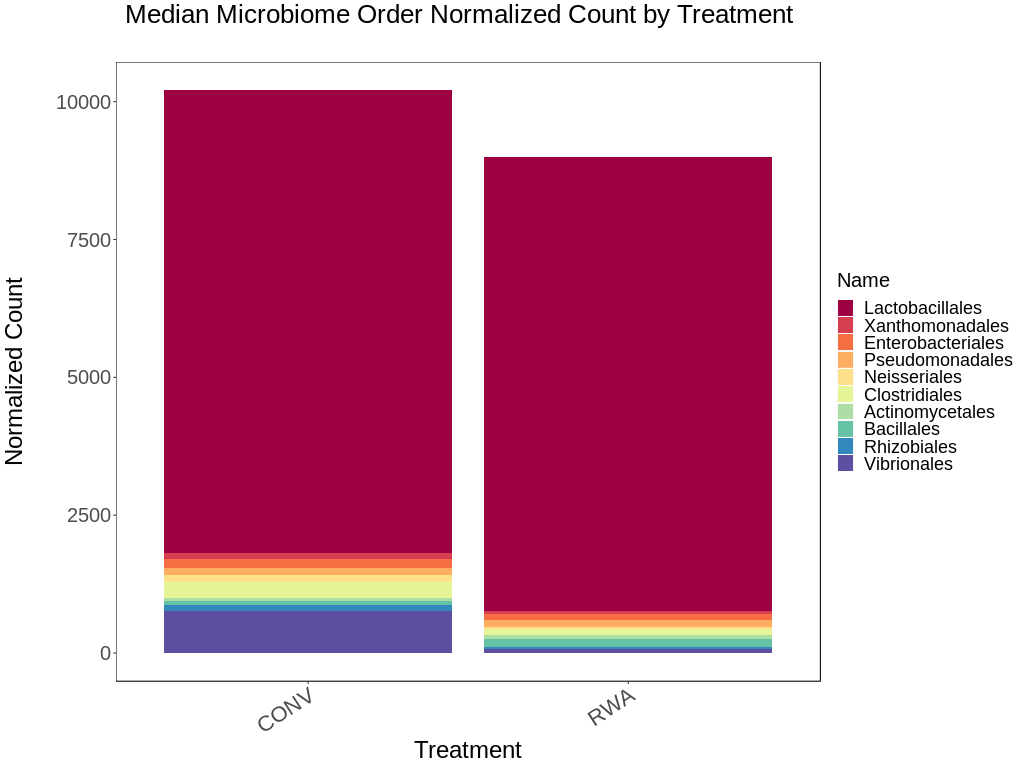 Median Microbiome Order Normalized Count by Treatment
10000
7500
5000
2500
0
Normalized Count
CONV
RWA
Treatment
Name
Lactobacillales
Xanthomonadales
Enterobacteriales
Pseudomonadales
Neisseriales
Clostridiales
Actinomycetales
Bacillales
Rhizobiales
Vibrionales